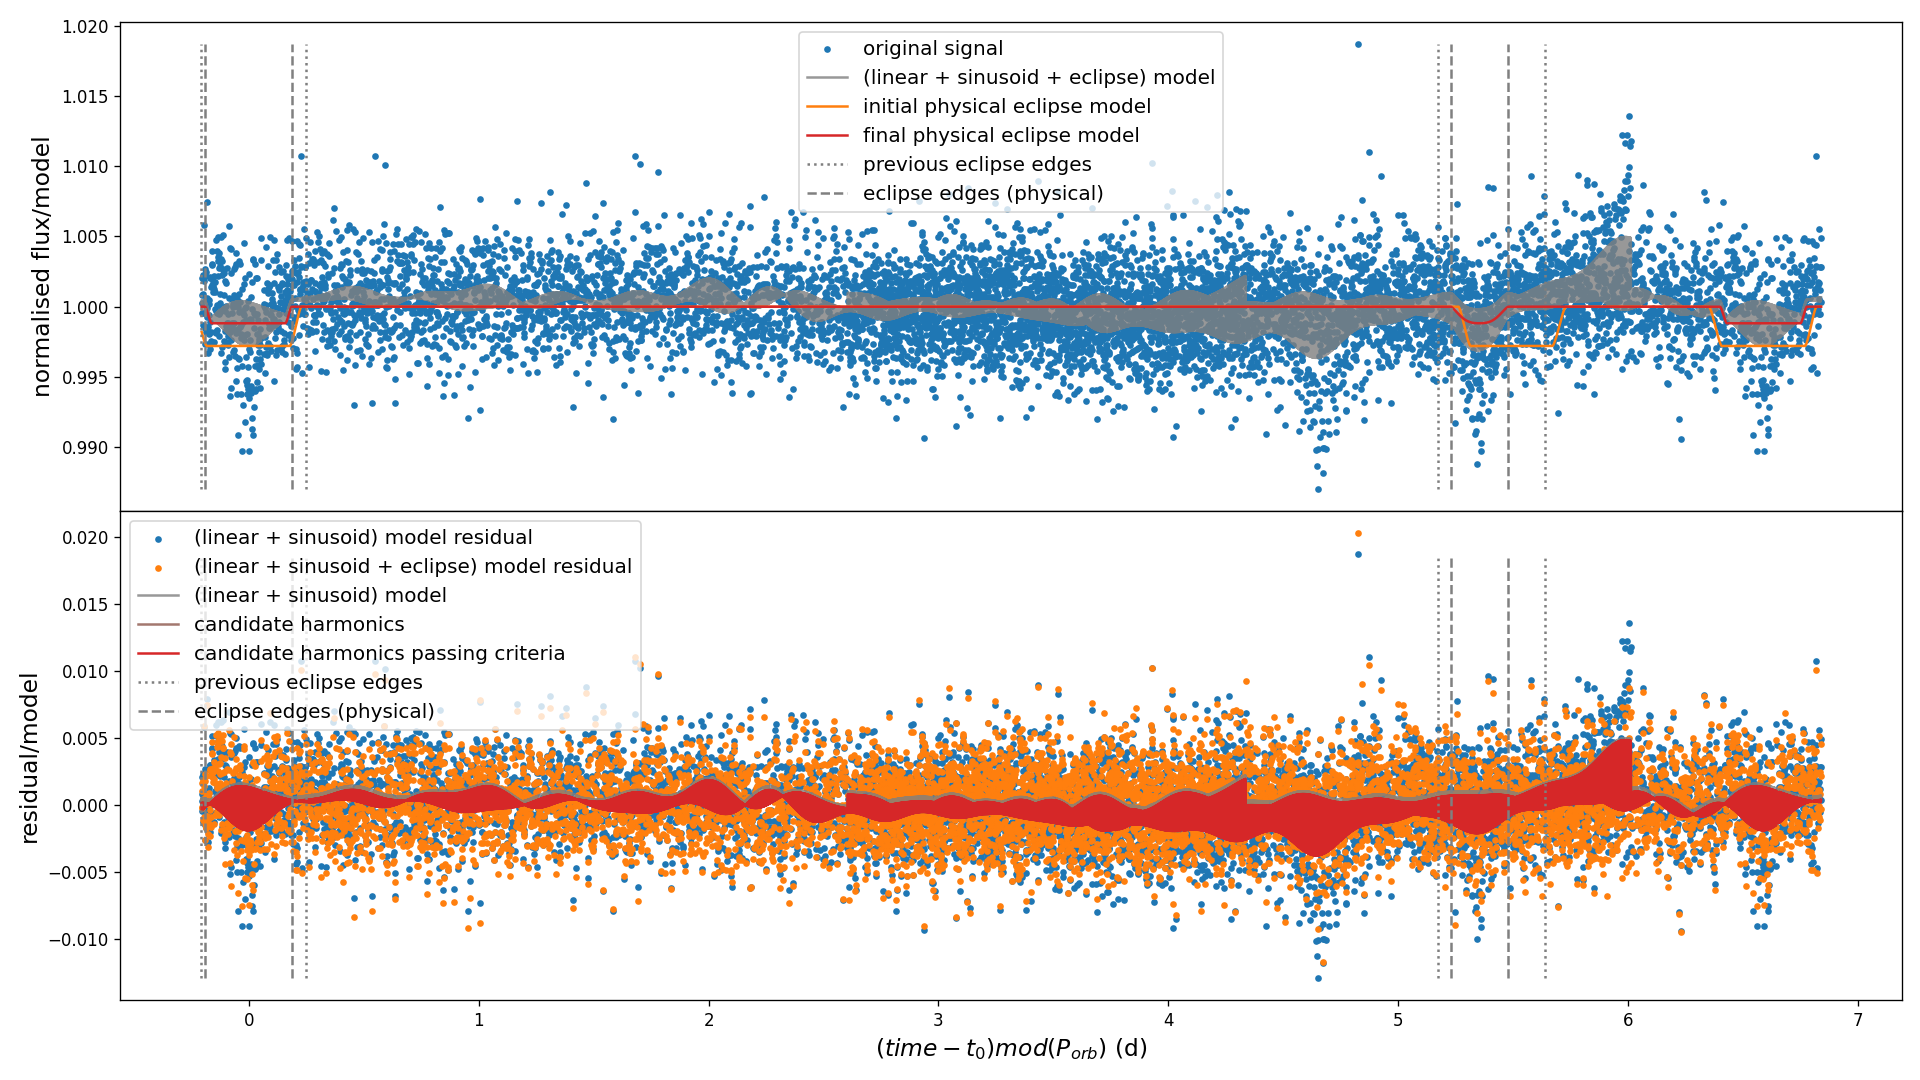 1.020
1.015
1.010
1.005
1.000
0.995
0.990
normalised flux/model
original signal
(linear + sinusoid + eclipse) model
initial physical eclipse model
final physical eclipse model
previous eclipse edges
eclipse edges (physical)
0.020
0.015
0.010
0.005
0.000
−0.005
−0.010
residual/model
(linear + sinusoid) model residual
(linear + sinusoid + eclipse) model residual
(linear + sinusoid) model
candidate harmonics
candidate harmonics passing criteria
previous eclipse edges
eclipse edges (physical)
0 1 2 3 4 5 6 7
(time − t₀)mod(P_orb) (d)